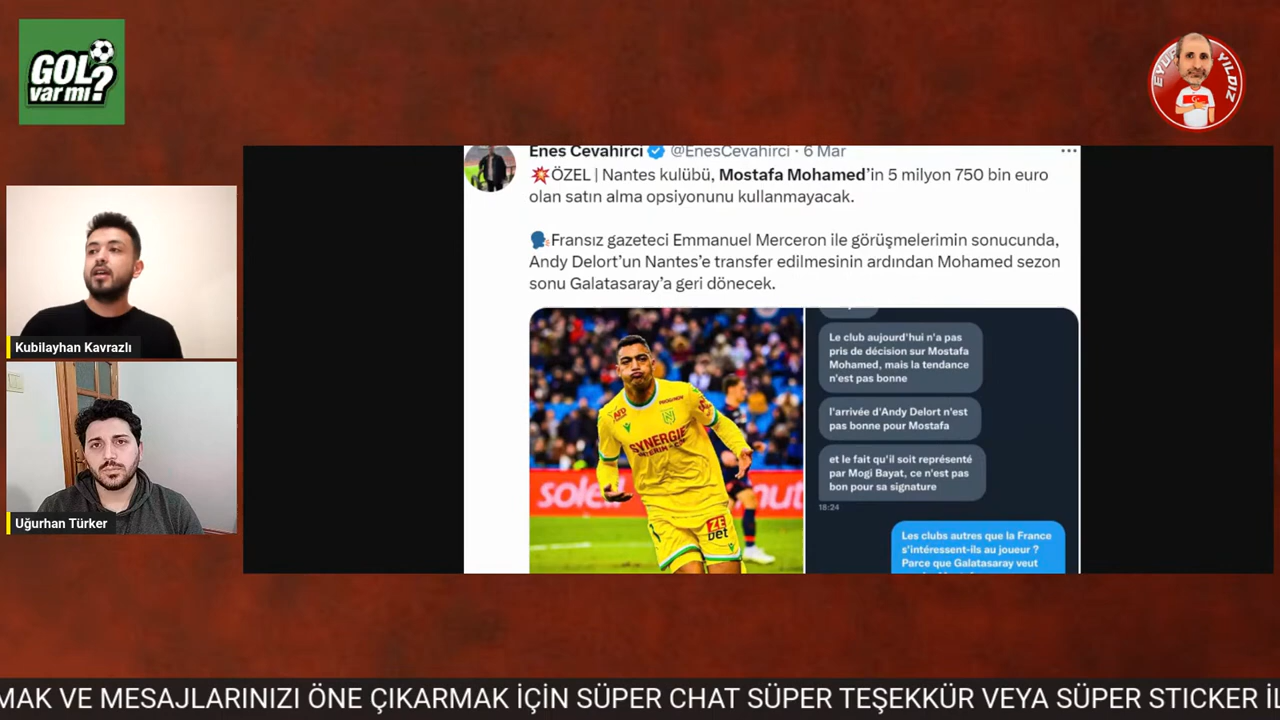 GOL
var mı?
EYÜP YILDIZ
Enes Cevahirci @EnesCevahirci · 6 Mar
💥ÖZEL | Nantes kulübü, Mostafa Mohamed'in 5 milyon 750 bin euro
olan satın alma opsiyonunu kullanmayacak.
🗣Fransız gazeteci Emmanuel Merceron ile görüşmelerimin sonucunda,
Andy Delort'un Nantes'e transfer edilmesinin ardından Mohamed sezon
sonu Galatasaray'a geri dönecek.
Kubilayhan Kavrazlı
Uğurhan Türker
SYNERGIE
ZE
bet
soleil
Le club aujourd'hui n'a pas
pris de décision sur Mostafa
Mohamed, mais la tendance
n'est pas bonne
l'arrivée d'Andy Delort n'est
pas bonne pour Mostafa
et le fait qu'il soit représenté
par Mogi Bayat, ce n'est pas
bon pour sa signature
18:24
Les clubs autres que la France
s'intéressent-ils au joueur ?
Parce que Galatasaray veut
MAK VE MESAJLARINIZI ÖNE ÇIKARMAK İÇİN SÜPER CHAT SÜPER TEŞEKKÜR VEYA SÜPER STICKER İL